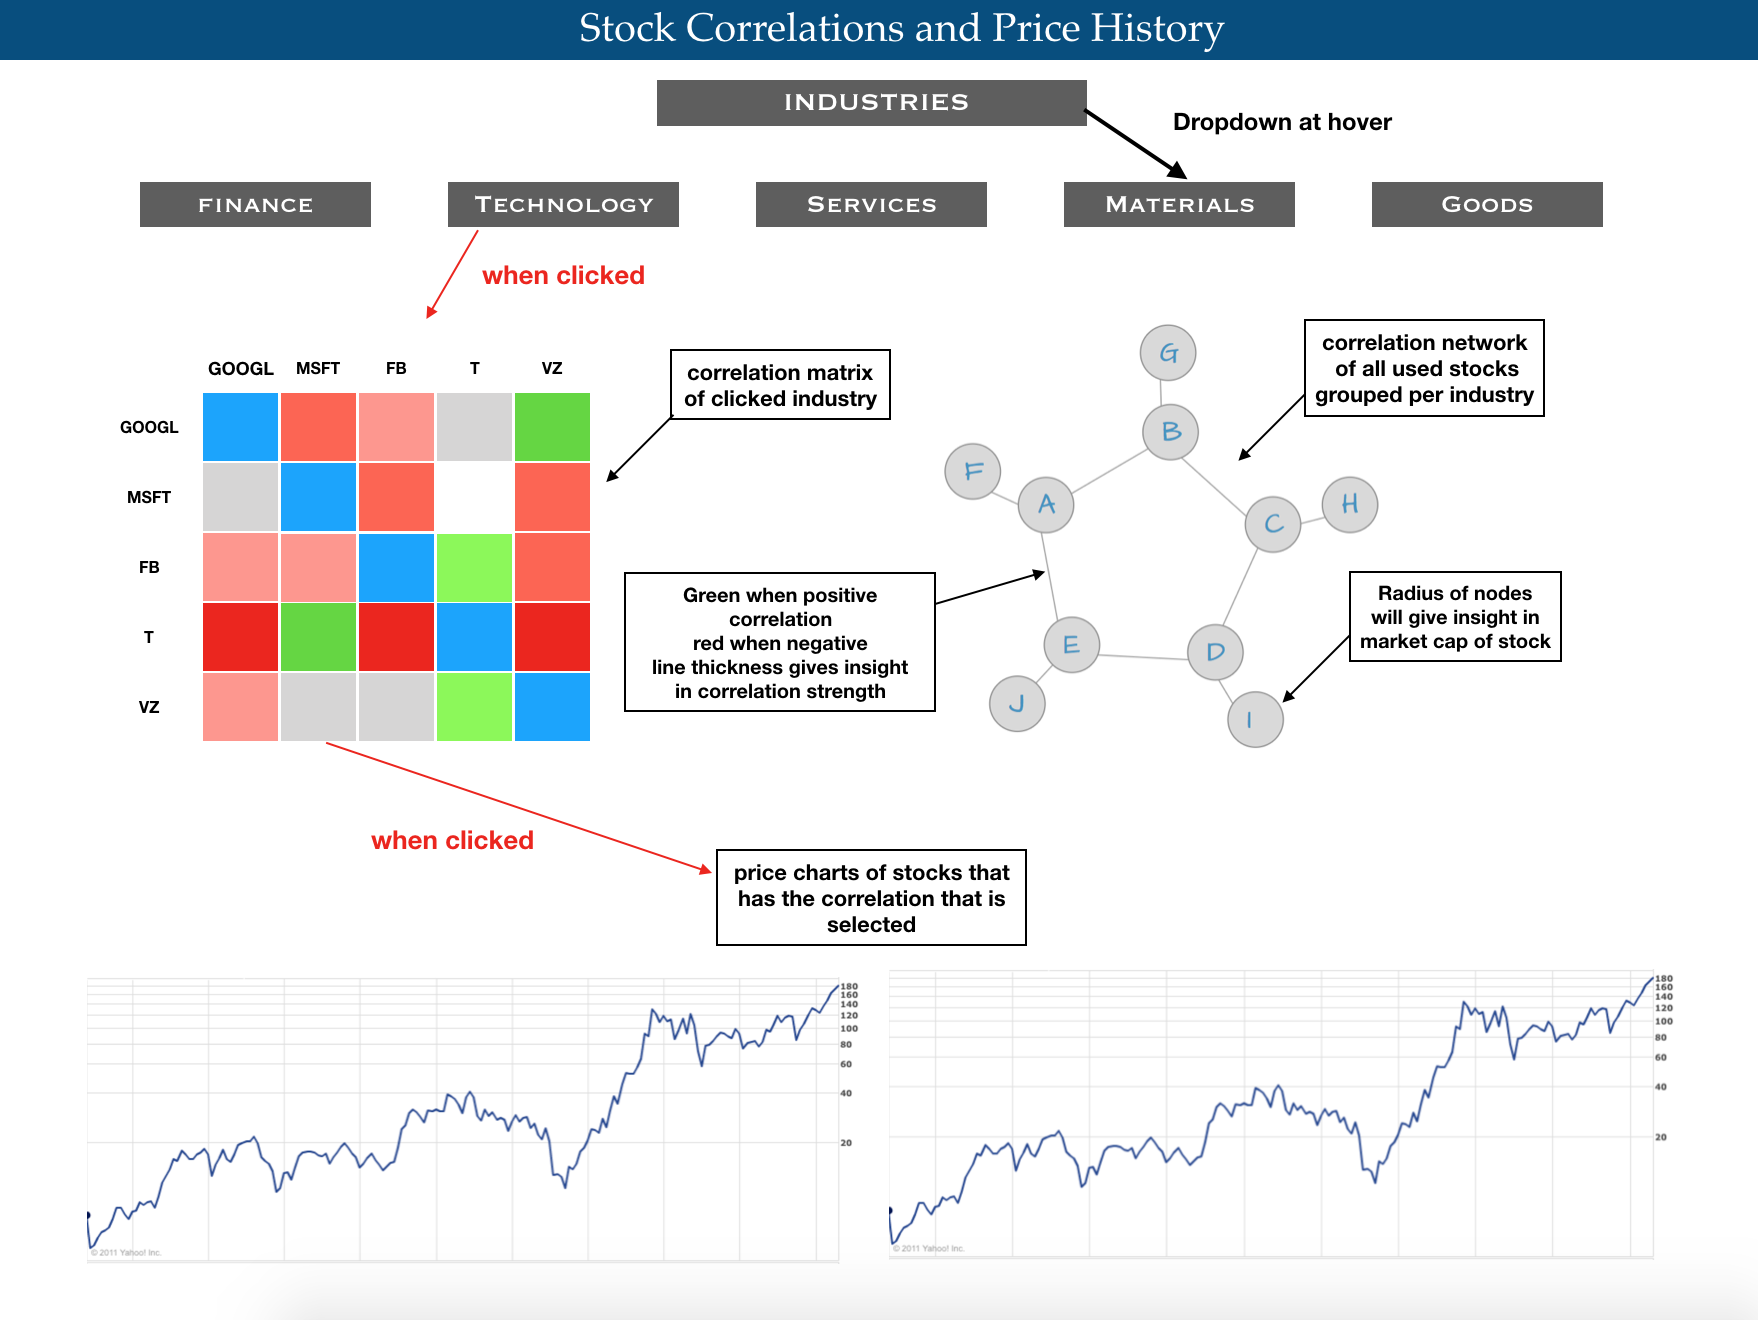 Stock Correlations and Price History
INDUSTRIES
Dropdown at hover
FINANCE
TECHNOLOGY
SERVICES
MATERIALS
GOODS
when clicked
GOOGL MSFT FB T VZ
GOOGL
MSFT
FB
T
VZ
correlation matrix
of clicked industry
correlation network
of all used stocks
grouped per industry
G
B
F
A
C
H
E
D
J
I
Green when positive
correlation
red when negative
line thickness gives insight
in correlation strength
Radius of nodes
will give insight in
market cap of stock
when clicked
price charts of stocks that
has the correlation that is
selected
180
160
140
120
100
80
60
40
20
© 2011 Yahoo! Inc.
180
160
140
120
100
80
60
40
20
© 2011 Yahoo! Inc.